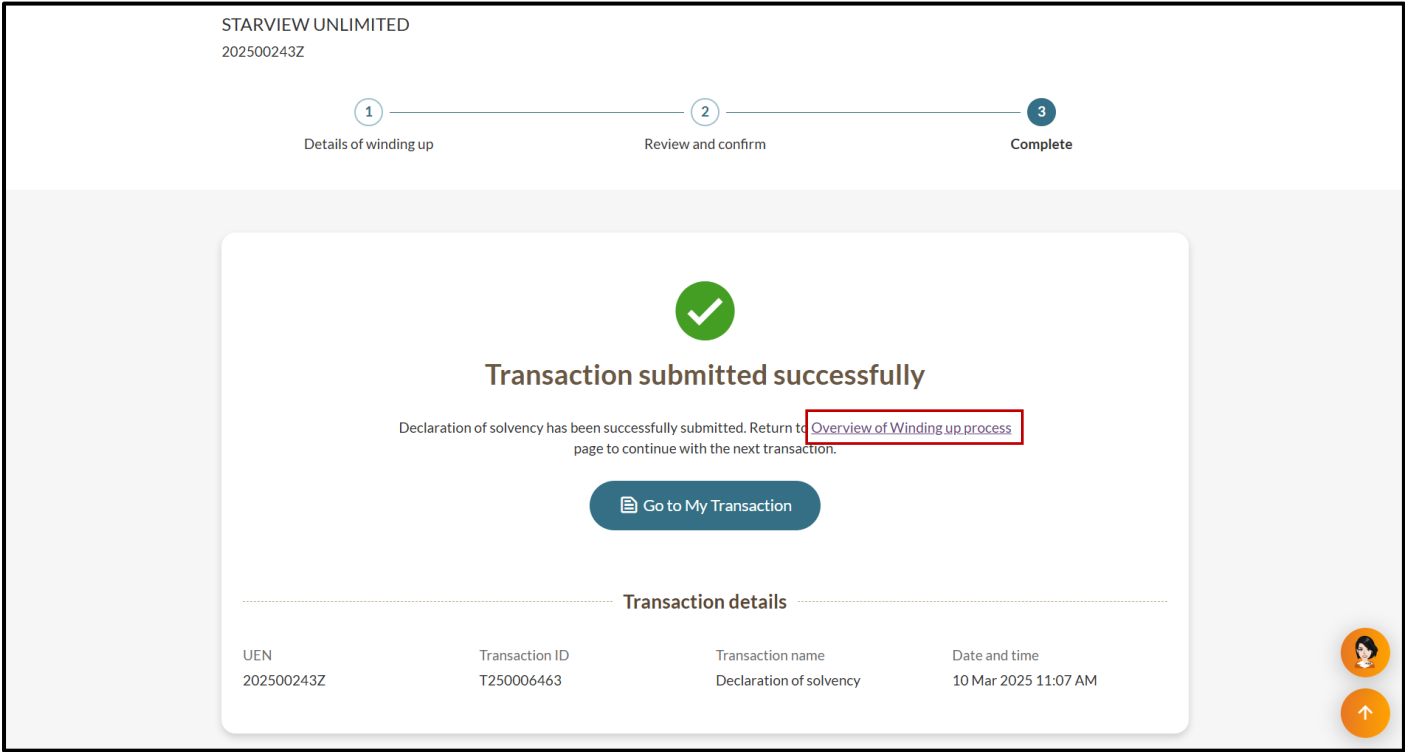 STARVIEW UNLIMITED
202500243Z
1 2 3
Details of winding up Review and confirm Complete
Transaction submitted successfully
Declaration of solvency has been successfully submitted. Return to Overview of Winding up process
page to continue with the next transaction.
Go to My Transaction
Transaction details
UEN Transaction ID Transaction name Date and time
202500243Z T250006463 Declaration of solvency 10 Mar 2025 11:07 AM